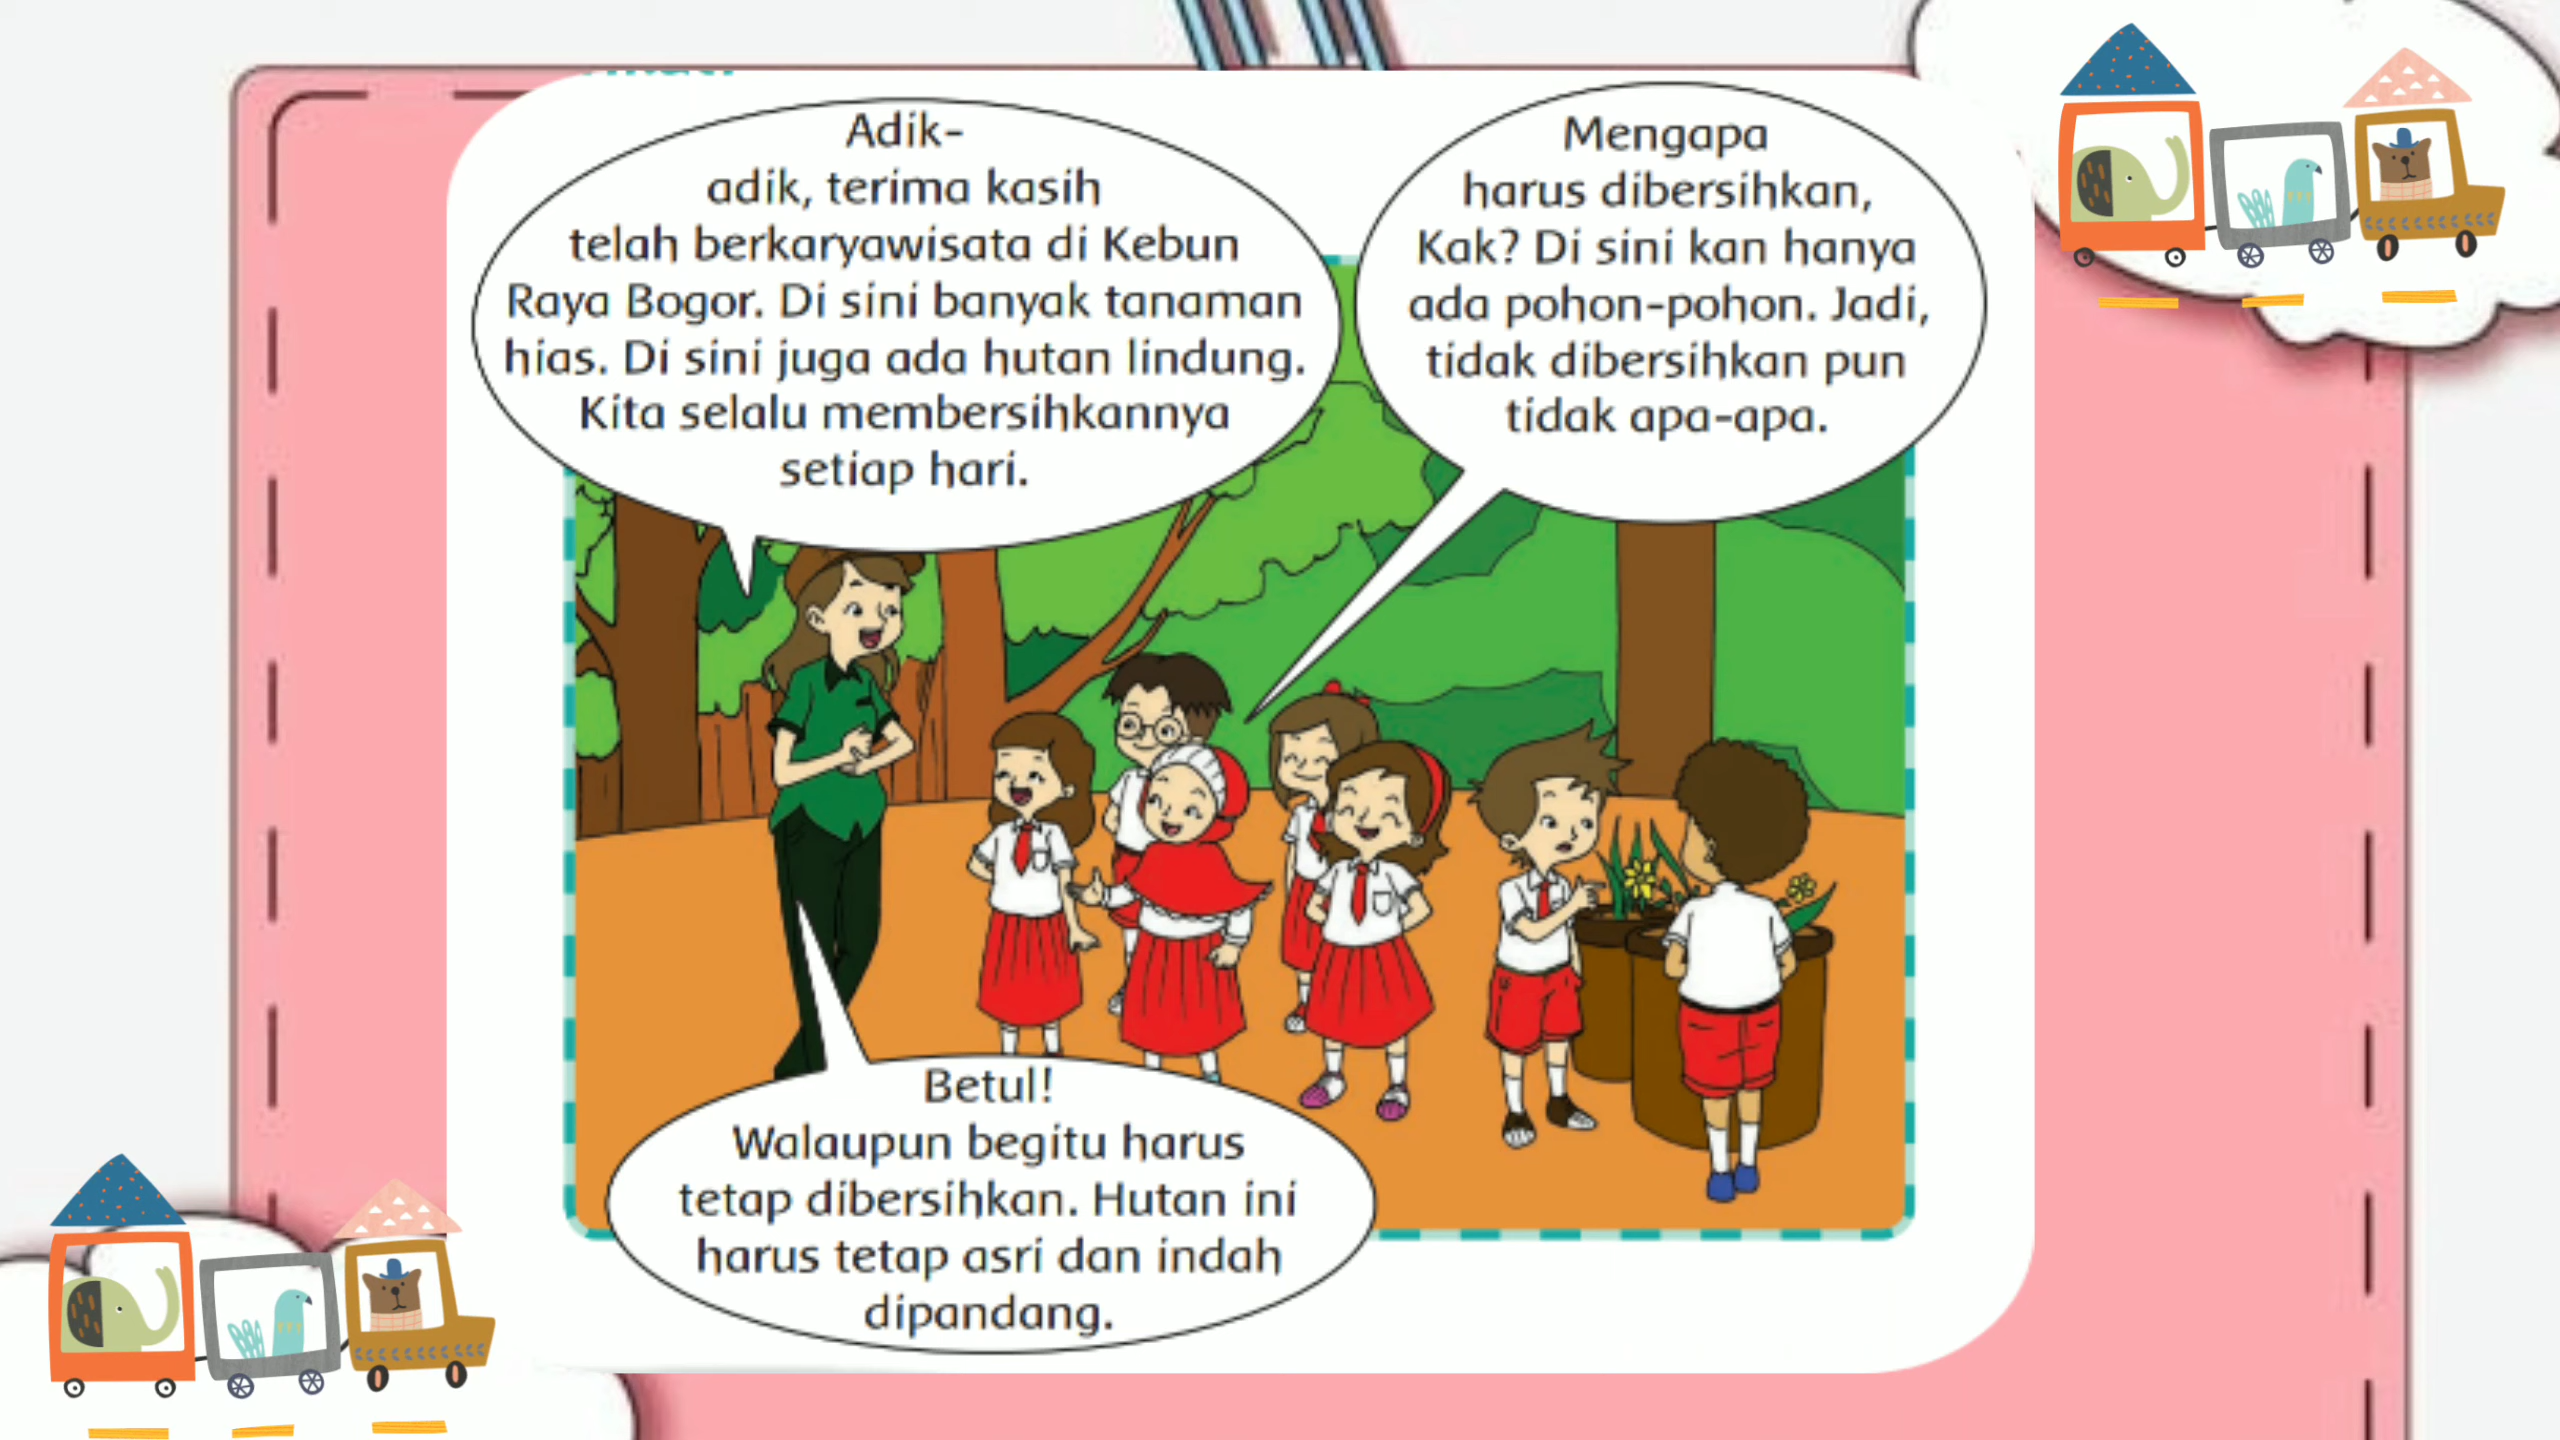 Adik-
adik, terima kasih
telah berkaryawisata di Kebun
Raya Bogor. Di sini banyak tanaman
hias. Di sini juga ada hutan lindung.
Kita selalu membersihkannya
setiap hari.
Mengapa
harus dibersihkan,
Kak? Di sini kan hanya
ada pohon-pohon. Jadi,
tidak dibersihkan pun
tidak apa-apa.
Betul!
Walaupun begitu harus
tetap dibersihkan. Hutan ini
harus tetap asri dan indah
dipandang.